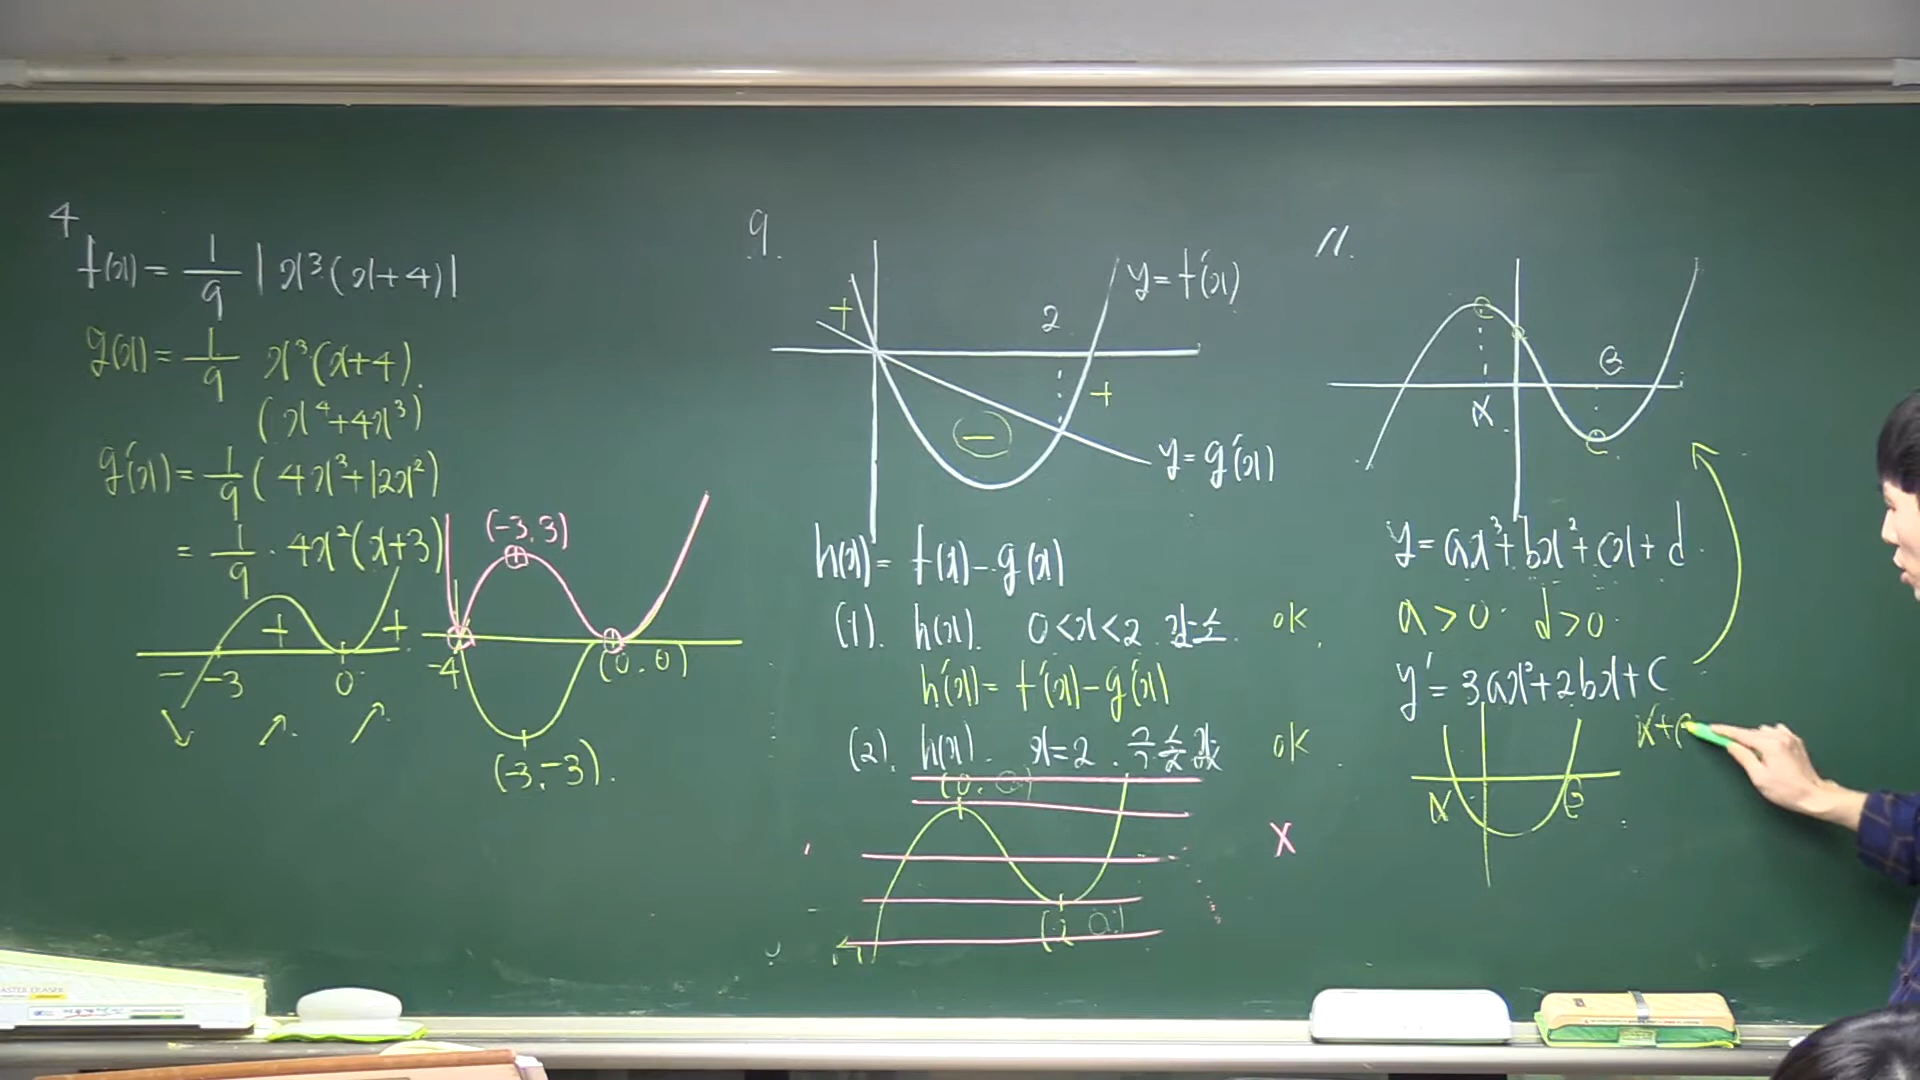 4
f(x) = 1/9 |x³(x+4)|
g(x) = 1/9 x³(x+4).
(x⁴+4x³)
g'(x) = 1/9 (4x³+12x²)
= 1/9 · 4x²(x+3)
+ +
- -3 0
(-3.3)
-4 (0.0)
(-3.-3).
9.
y=f'(x)
+ 2
+
−
y=g'(x)
h(x) = f(x)-g(x)
(1). h(x). 0<x<2 감소. ok.
h'(x) = f'(x)-g'(x)
(2). h(x). x=2. 극솟값 ok
(0.
X
(2
11.
β
α
y=ax³+bx²+cx+d.
a>0. d>0.
y'=3ax²+2bx+c
α+
α β